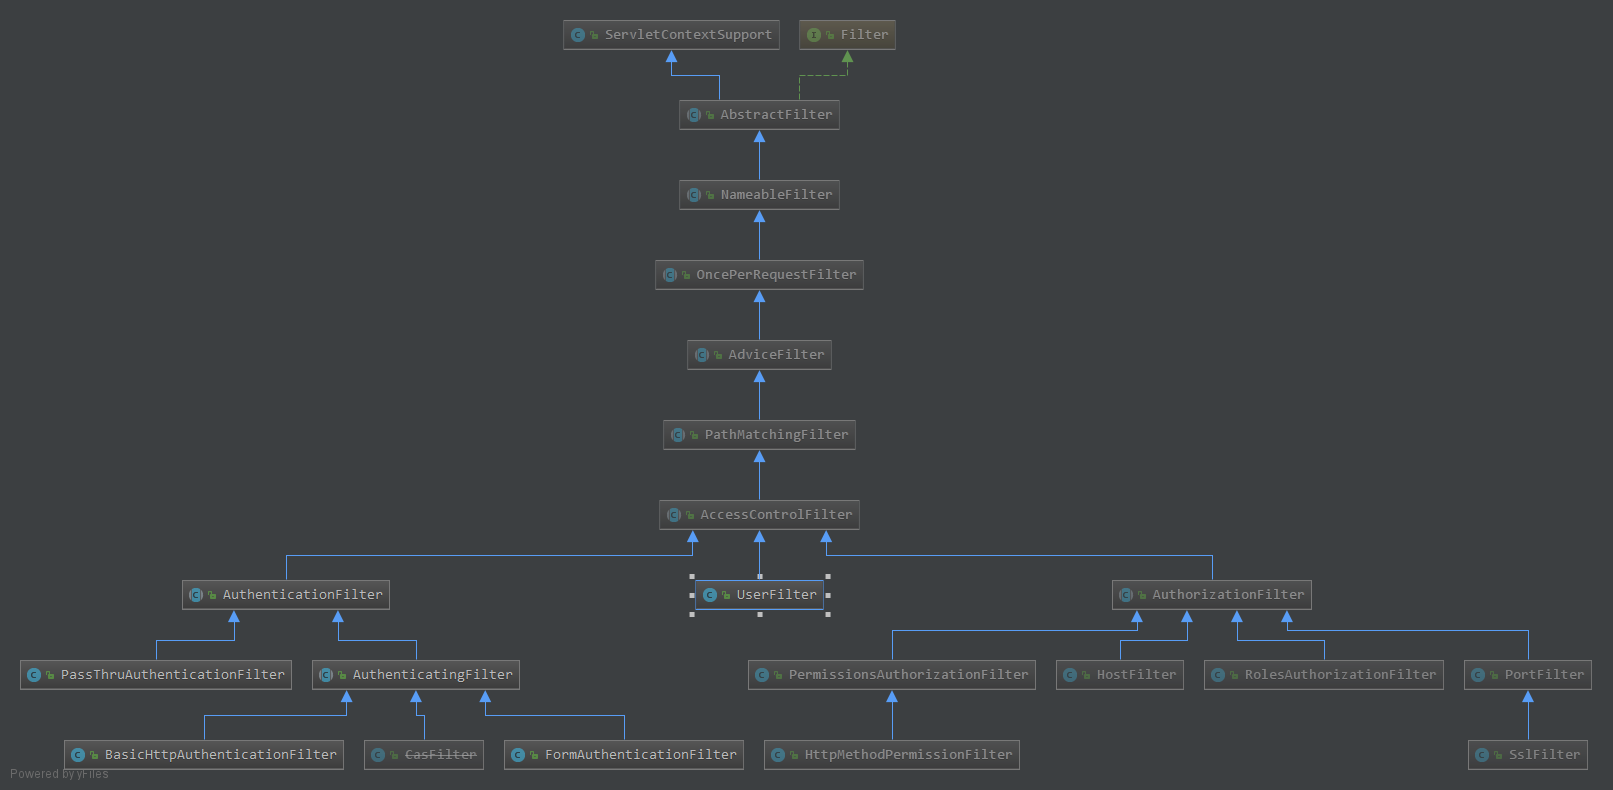 ServletContextSupport
Filter
AbstractFilter
NameableFilter
OncePerRequestFilter
AdviceFilter
PathMatchingFilter
AccessControlFilter
AuthenticationFilter
UserFilter
AuthorizationFilter
PassThruAuthenticationFilter
AuthenticatingFilter
PermissionsAuthorizationFilter
HostFilter
RolesAuthorizationFilter
PortFilter
BasicHttpAuthenticationFilter
CasFilter
FormAuthenticationFilter
HttpMethodPermissionFilter
SslFilter
Powered by yFiles